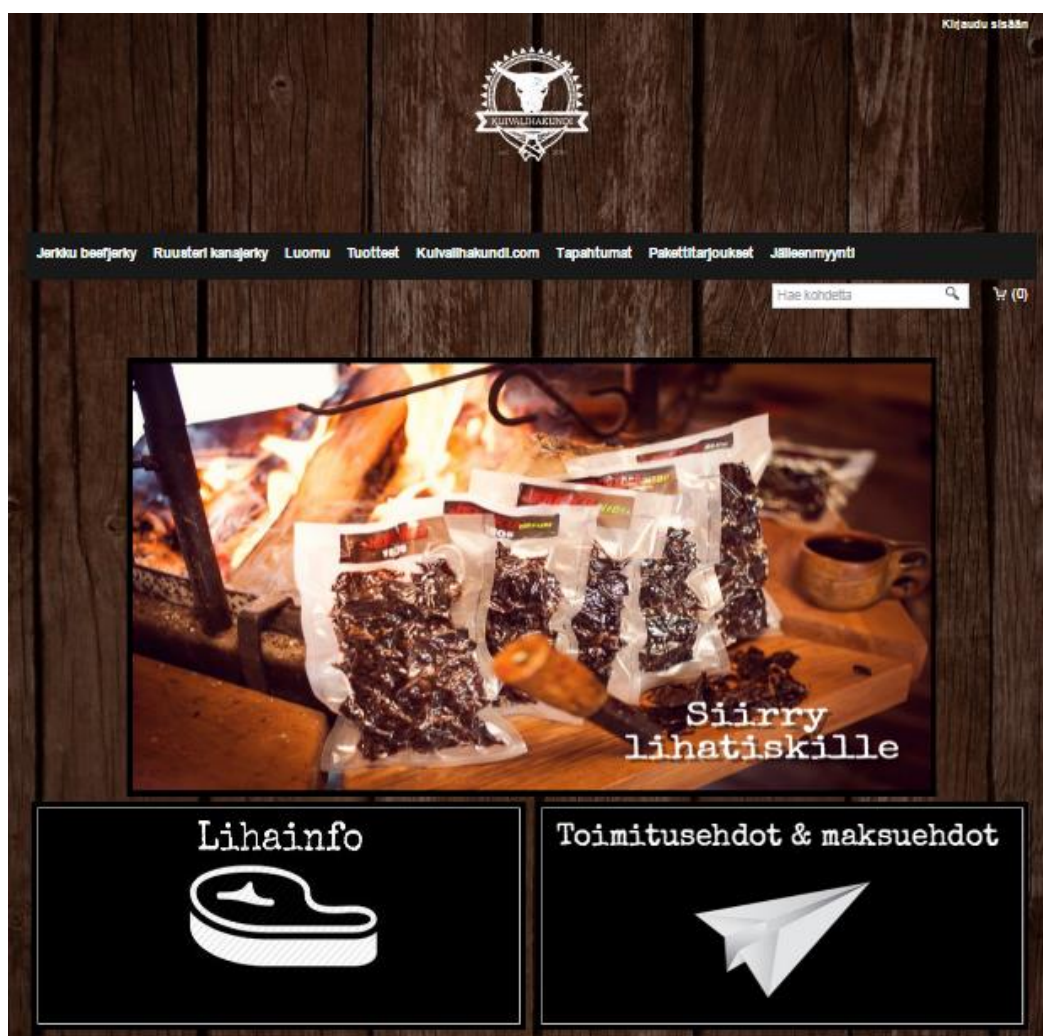 Kirjaudu sisään
KUIVALIHAKUNDI
Jerkku beefjerky Ruusteri kanajerky Luomu Tuotteet Kuivalihakundi.com Tapahtumat Pakettitarjoukset Jälleenmyynti
Hae kohdetta (0)
Siirry
lihatiskille
Lihainfo
Toimitusehdot & maksuehdot